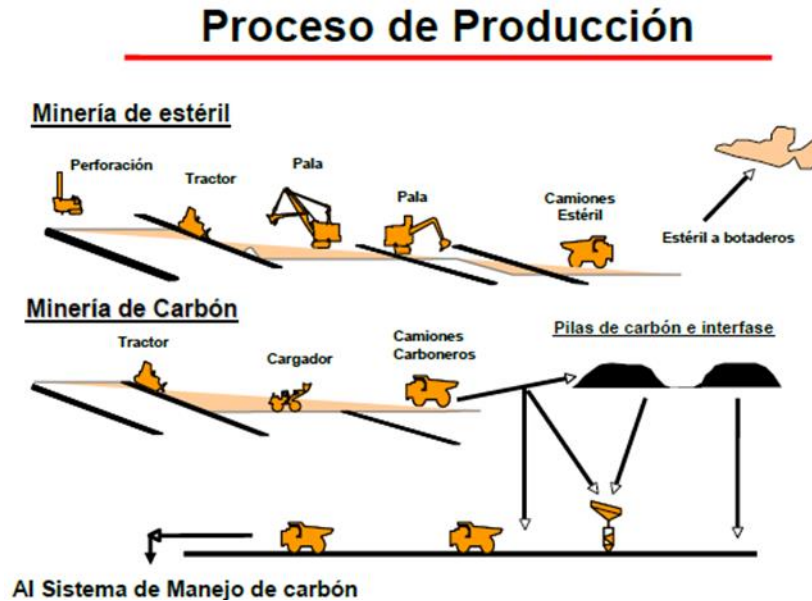 Proceso de Producción
Minería de estéril
Perforación
Tractor
Pala
Pala
Camiones
Estéril
Estéril a botaderos
Minería de Carbón
Tractor
Cargador
Camiones
Carboneros
Pilas de carbón e interfase
Al Sistema de Manejo de carbón